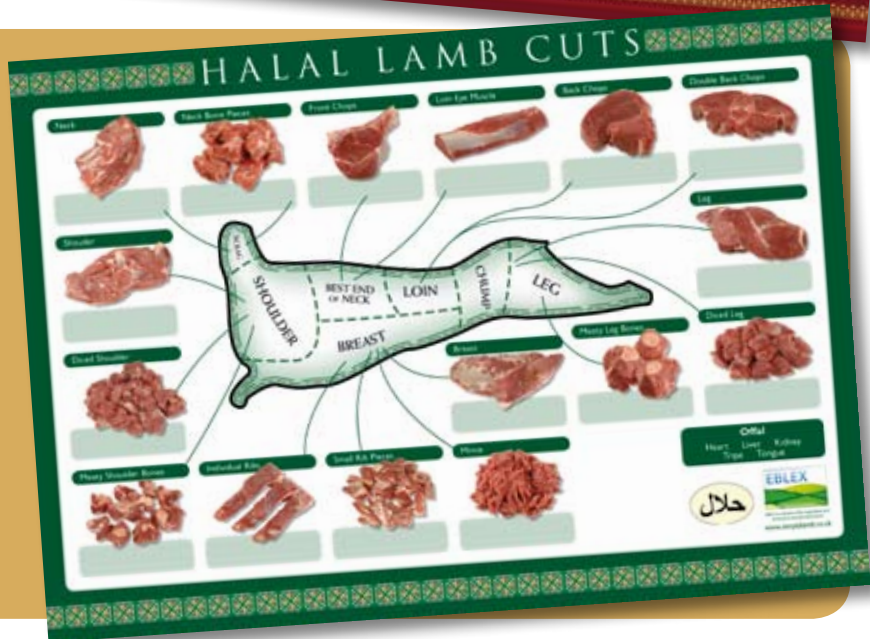 HALAL LAMB CUTS
Neck
Neck Bone Pieces
Front Chops
Loin Eye Muscle
Back Chops
Double Back Chops
Shoulder
Leg
SCRAG
SHOULDER
BEST END
OF NECK
LOIN
CHUMP
LEG
BREAST
Diced Shoulder
Breast
Meaty Leg Bones
Diced Leg
Meaty Shoulder Bones
Individual Ribs
Small Rib Pieces
Mince
Offal
Heart Liver Kidney
Tripe Tongue
حلال
EBLEX